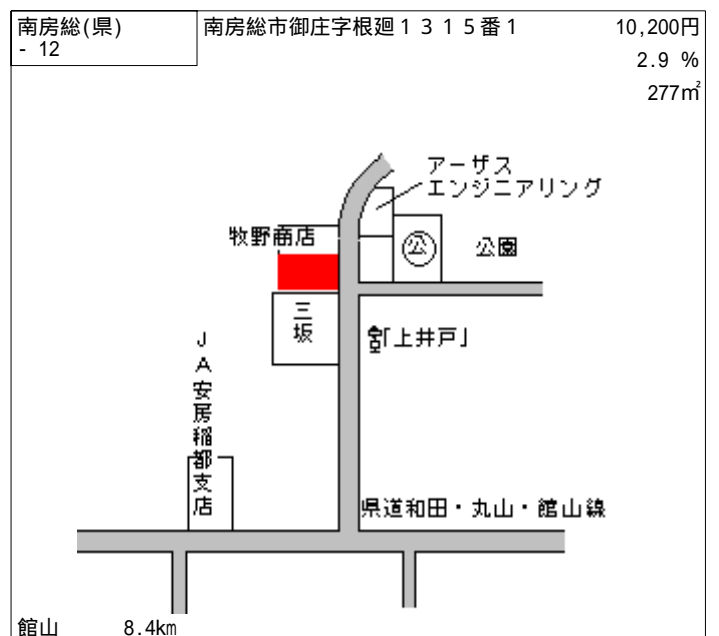 南房総(県)
- 12
南房総市御庄字根廻１３１５番１
10,200円
2.9 %
277㎡
アーザス
エンジニアリング
牧野商店
公
公園
三坂
「上井戸」
ＪＡ安房稲都支店
県道和田・丸山・館山線
館山 8.4㎞